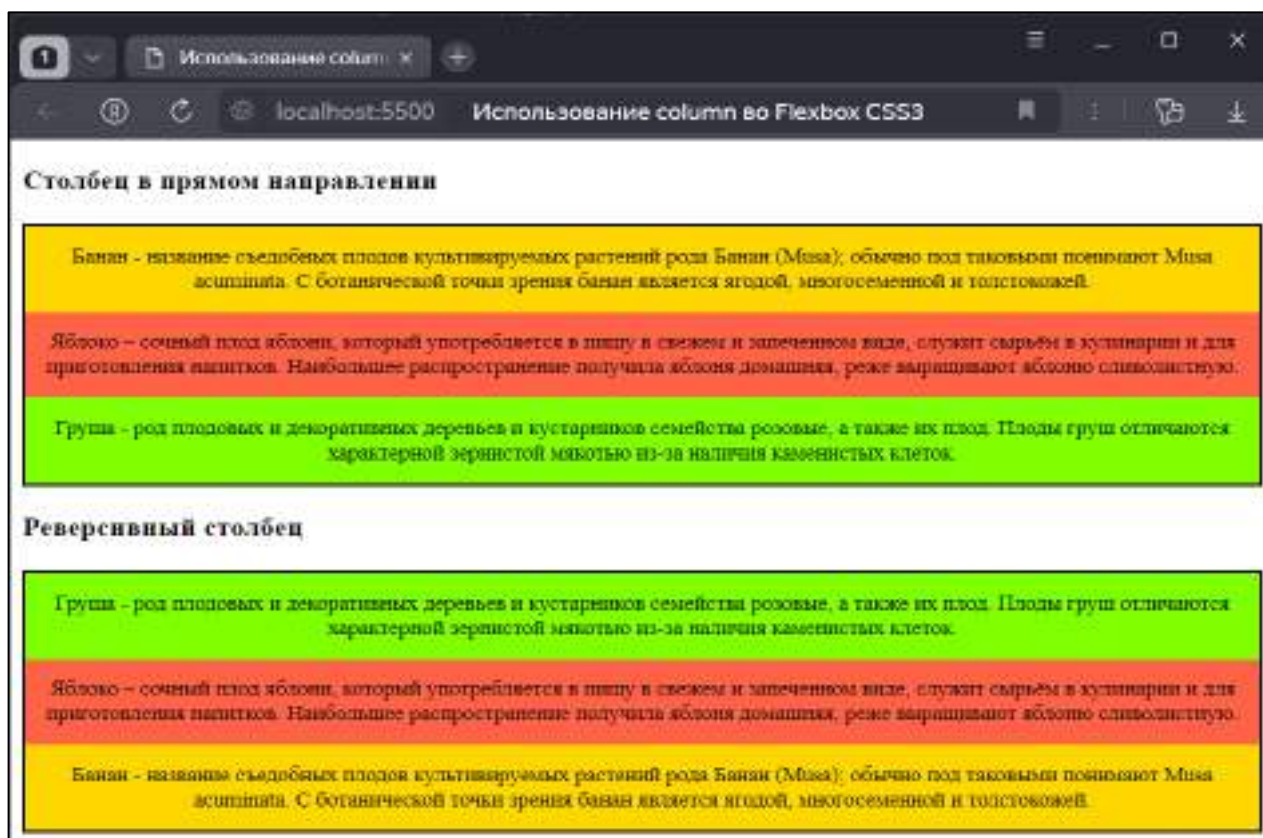 1
Использование colum
localhost:5500 Использование column во Flexbox CSS3
Столбец в прямом направлении
Банан - название съедобных плодов культивируемых растений рода Банан (Musa); обычно под таковыми понимают Musa
acuminata. С ботанической точки зрения банан является ягодой, многосеменной и толстокожей.
Яблоко – сочный плод яблони, который употребляется в пищу в свежем и запеченном виде, служит сырьём в кулинарии и для
приготовления напитков. Наибольшее распространение получила яблоня домашняя, реже выращивают яблоню сливолистную.
Груша - род плодовых и декоративных деревьев и кустарников семейства розовые, а также их плод. Плоды груш отличаются
характерной зернистой мякотью из-за наличия каменистых клеток.
Реверсивный столбец
Груша - род плодовых и декоративных деревьев и кустарников семейства розовые, а также их плод. Плоды груш отличаются
характерной зернистой мякотью из-за наличия каменистых клеток.
Яблоко – сочный плод яблони, который употребляется в пищу в свежем и запеченном виде, служит сырьём в кулинарии и для
приготовления напитков. Наибольшее распространение получила яблоня домашняя, реже выращивают яблоню сливолистную.
Банан - название съедобных плодов культивируемых растений рода Банан (Musa); обычно под таковыми понимают Musa
acuminata. С ботанической точки зрения банан является ягодой, многосеменной и толстокожей.